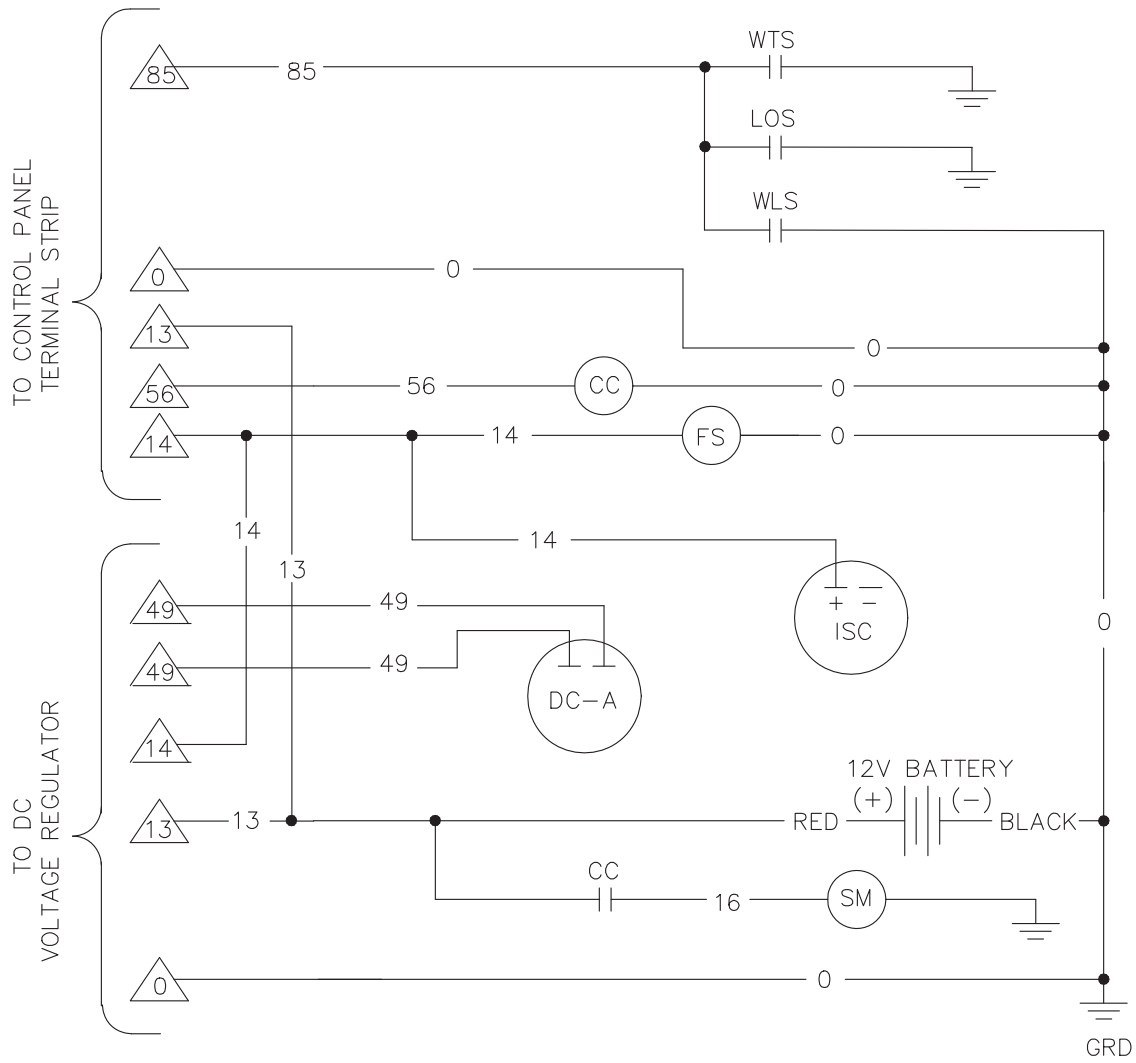 WTS
85
85
LOS
WLS
TO CONTROL PANEL
TERMINAL STRIP
0
0
13
0
56
56
CC
0
14
14
FS
0
14
14
13
49
49
+ -
ISC
0
49
49
DC-A
14
TO DC
VOLTAGE REGULATOR
12V BATTERY
(+)
(-)
13
13
RED
BLACK
CC
16
SM
0
0
GRD